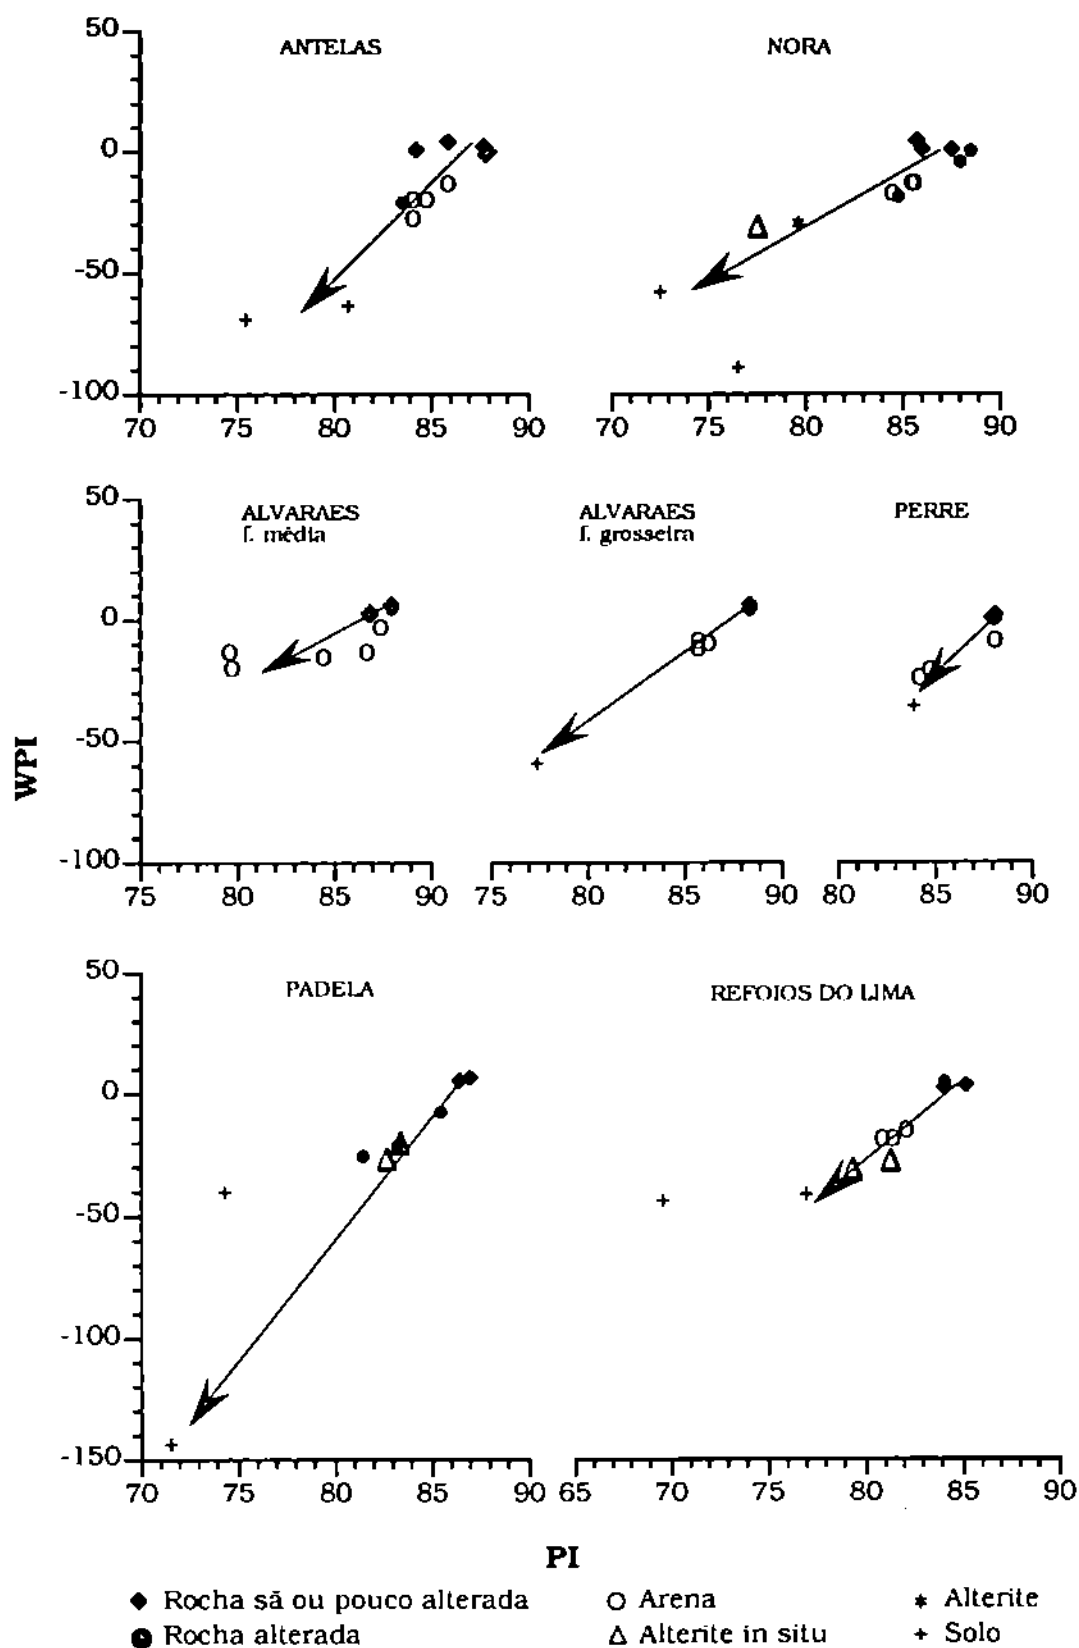 ANTELAS
NORA
50
0
-50
-100
70 75 80 85 90
70 75 80 85 90
ALVARAES
f. média
ALVARAES
f. grosseira
PERRE
50
0
-50
-100
75 80 85 90
75 80 85 90
80 85 90
WPI
PADELA
REFOIOS DO LIMA
50
0
-50
-100
-150
70 75 80 85 90
65 70 75 80 85 90
PI
Rocha sã ou pouco alterada
Arena
Alterite
Rocha alterada
Alterite in situ
Solo